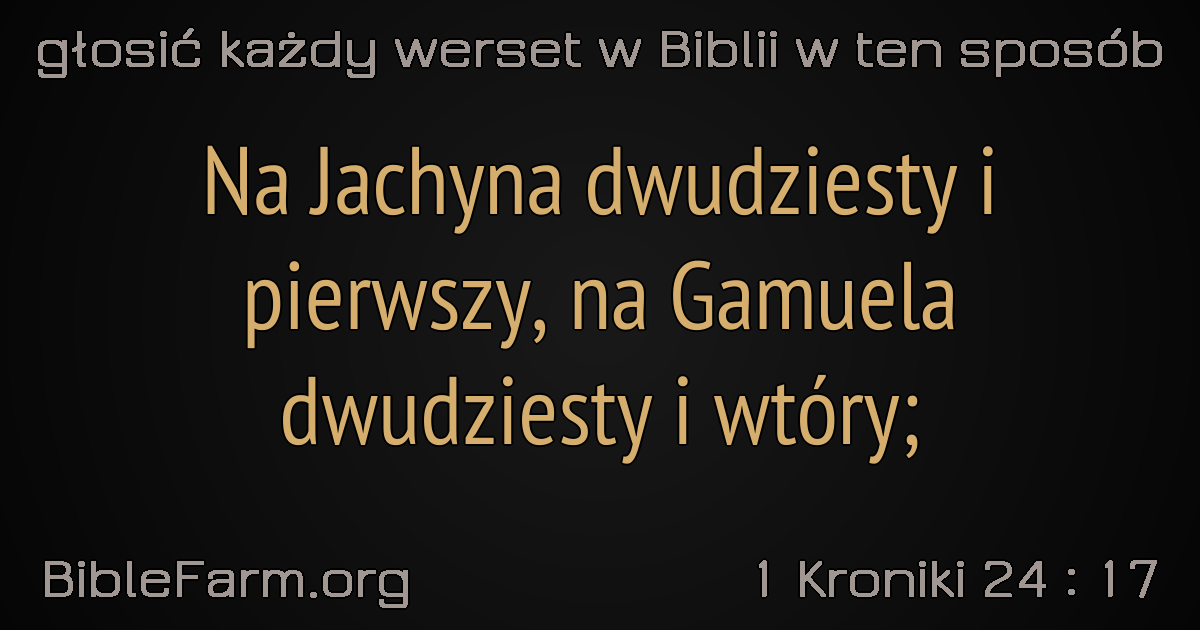 głosić każdy werset w Biblii w ten sposób
Na Jachyna dwudziesty i
pierwszy, na Gamuela
dwudziesty i wtóry;
BibleFarm.org
1 Kroniki 24 : 17